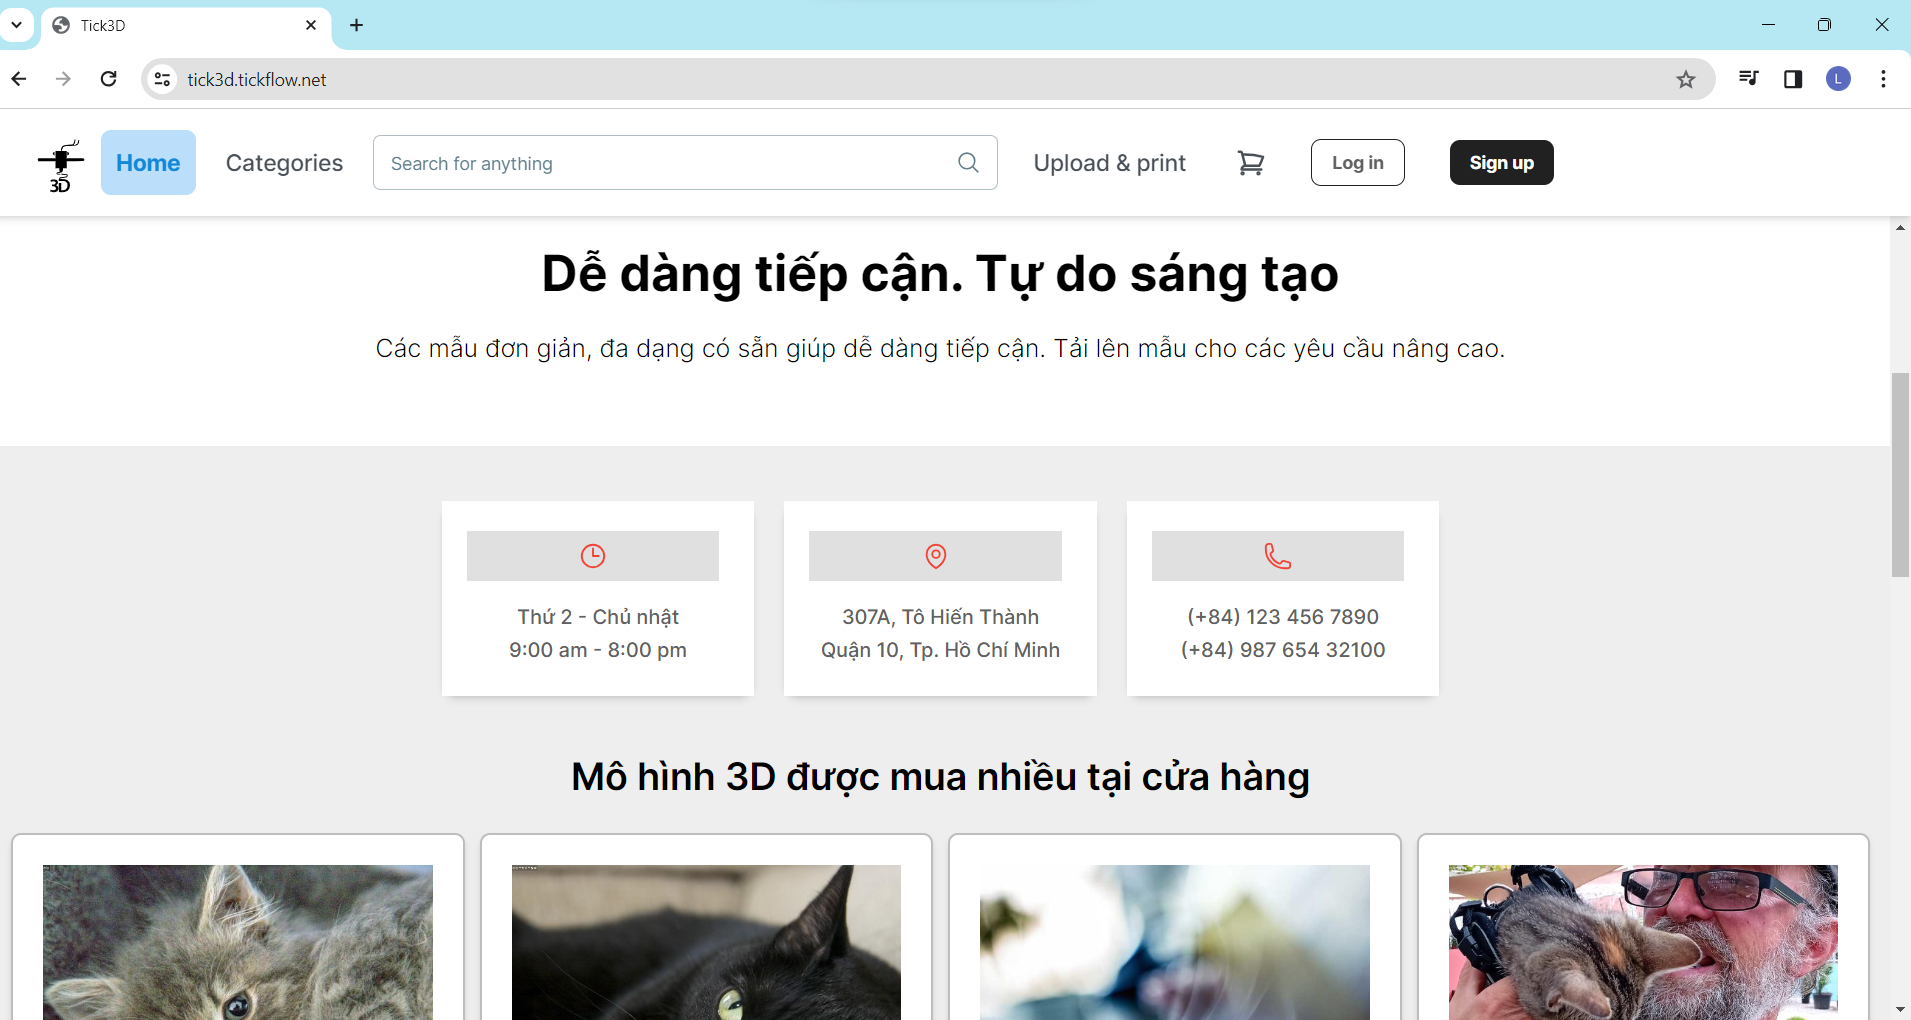 Tick3D
tick3d.tickflow.net
L
3D
Home
Categories
Search for anything
Upload & print
Log in
Sign up
Dễ dàng tiếp cận. Tự do sáng tạo
Các mẫu đơn giản, đa dạng có sẵn giúp dễ dàng tiếp cận. Tải lên mẫu cho các yêu cầu nâng cao.
Thứ 2 - Chủ nhật
9:00 am - 8:00 pm
307A, Tô Hiến Thành
Quận 10, Tp. Hồ Chí Minh
(+84) 123 456 7890
(+84) 987 654 32100
Mô hình 3D được mua nhiều tại cửa hàng